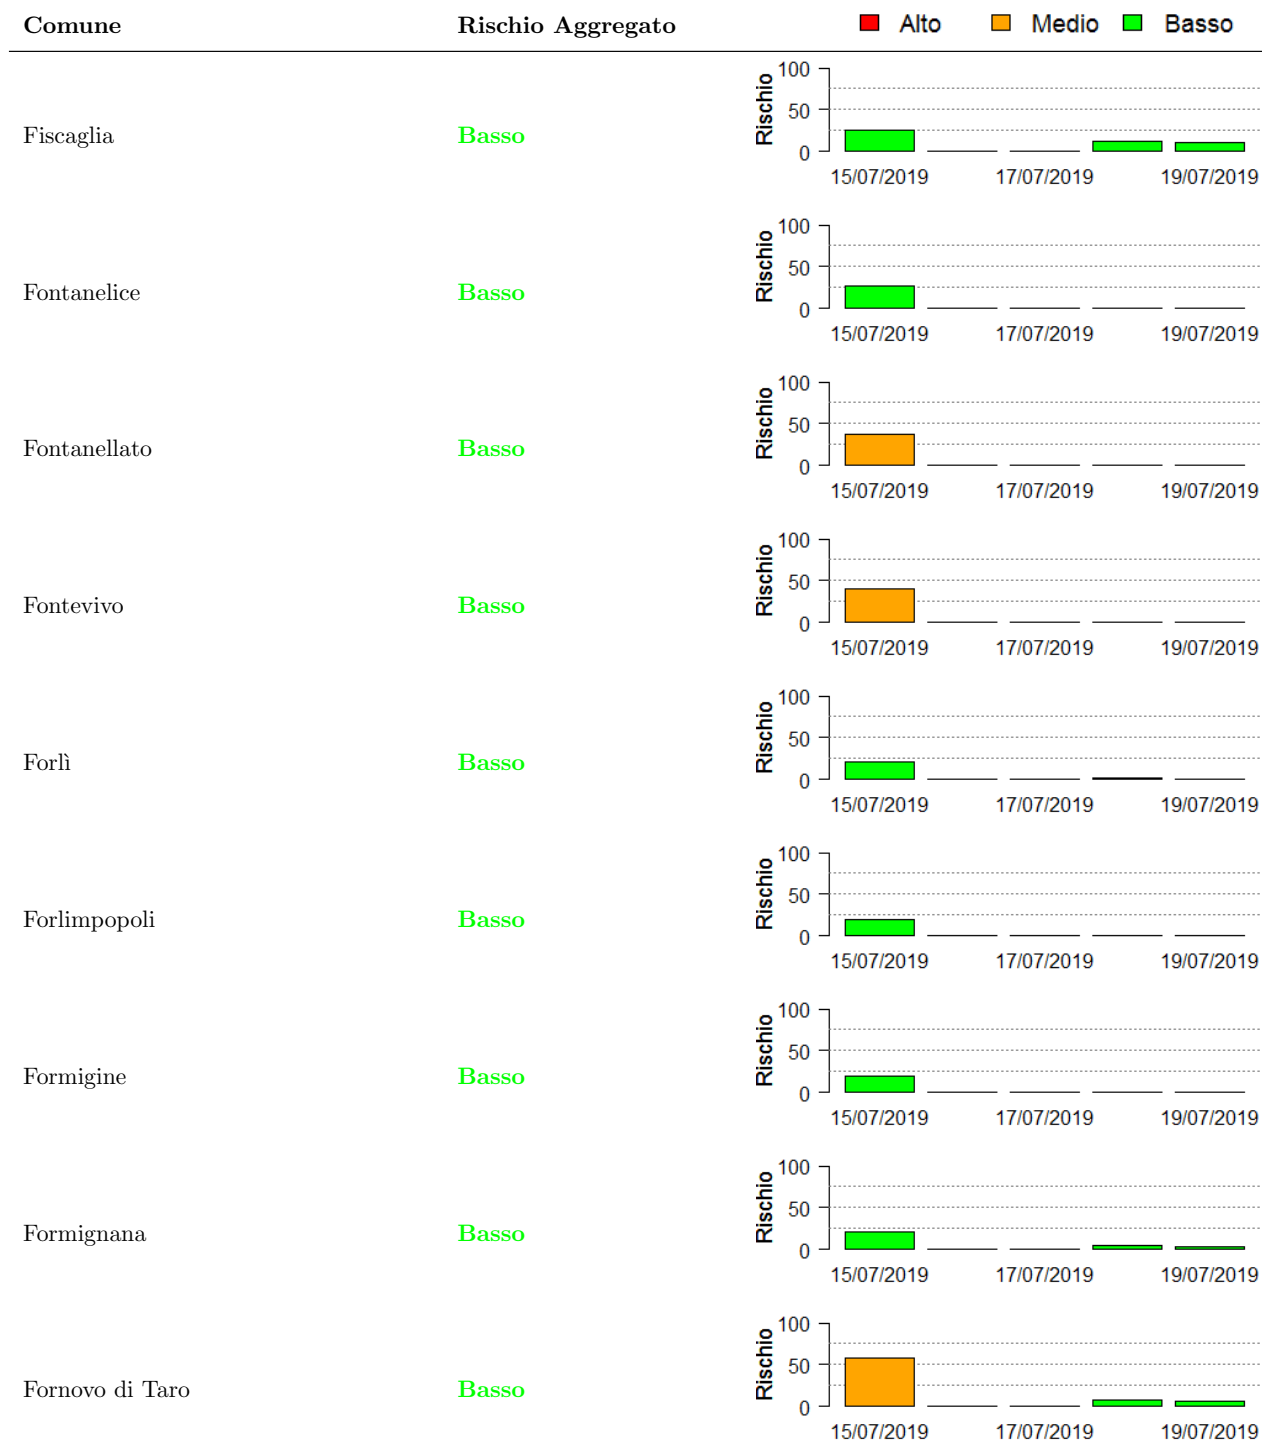 Comune Rischio Aggregato Alto Medio Basso
Fiscaglia Basso Rischio 100 50 0
15/07/2019 17/07/2019 19/07/2019
Fontanelice Basso Rischio 100 50 0
15/07/2019 17/07/2019 19/07/2019
Fontanellato Basso Rischio 100 50 0
15/07/2019 17/07/2019 19/07/2019
Fontevivo Basso Rischio 100 50 0
15/07/2019 17/07/2019 19/07/2019
Forlì Basso Rischio 100 50 0
15/07/2019 17/07/2019 19/07/2019
Forlimpopoli Basso Rischio 100 50 0
15/07/2019 17/07/2019 19/07/2019
Formigine Basso Rischio 100 50 0
15/07/2019 17/07/2019 19/07/2019
Formignana Basso Rischio 100 50 0
15/07/2019 17/07/2019 19/07/2019
Fornovo di Taro Basso Rischio 100 50 0
15/07/2019 17/07/2019 19/07/2019